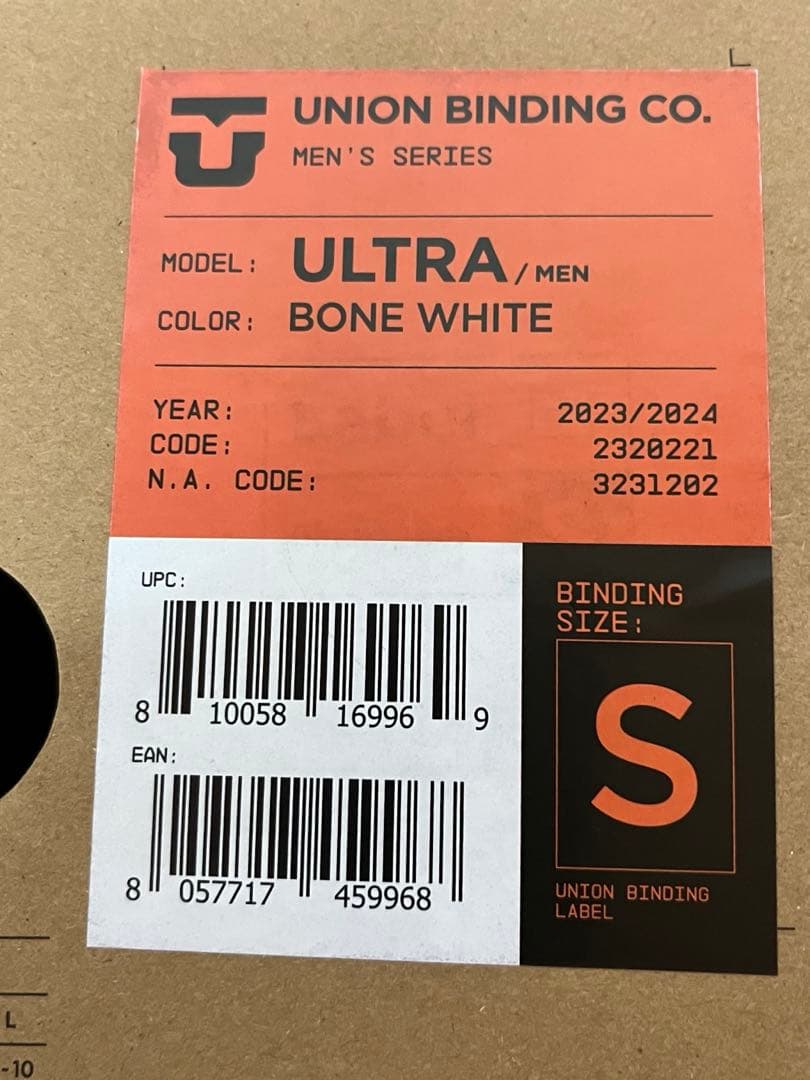 UNION BINDING CO.
MEN'S SERIES
MODEL: ULTRA / MEN
COLOR: BONE WHITE
YEAR: 2023/2024
CODE: 2320221
N.A. CODE: 3231202
UPC:
8 10058 16996 9
EAN:
8 057717 459968
BINDING
SIZE:
S
UNION BINDING
LABEL
L
-10